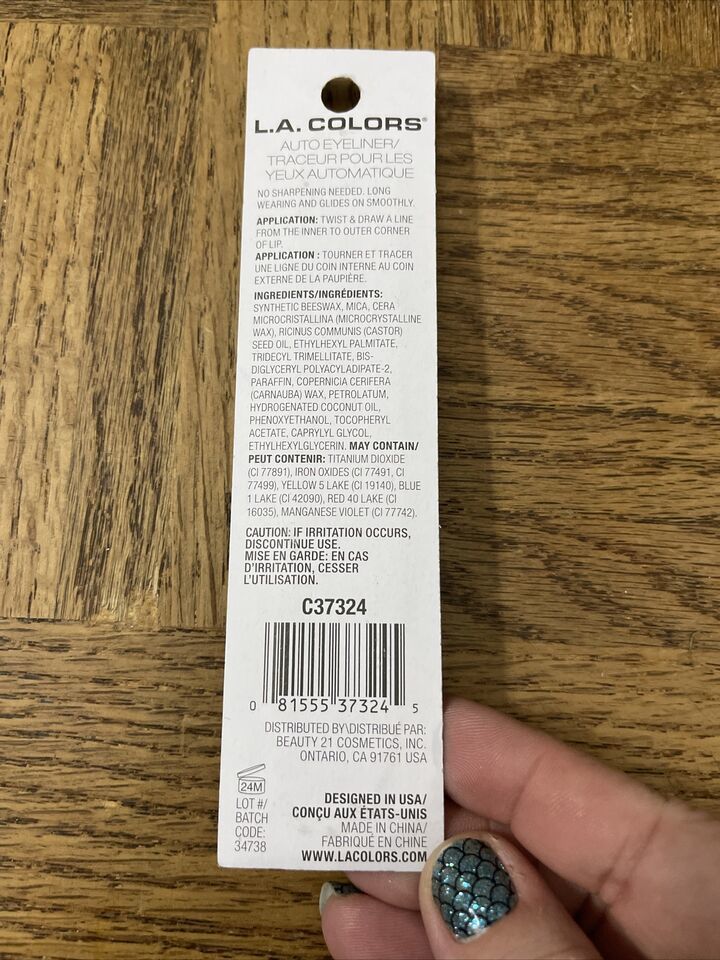 L.A. COLORS®
AUTO EYELINER/
TRACEUR POUR LES
YEUX AUTOMATIQUE
NO SHARPENING NEEDED. LONG
WEARING AND GLIDES ON SMOOTHLY.
APPLICATION: TWIST & DRAW A LINE
FROM THE INNER TO OUTER CORNER
OF LIP.
APPLICATION : TOURNER ET TRACER
UNE LIGNE DU COIN INTERNE AU COIN
EXTERNE DE LA PAUPIÈRE.
INGREDIENTS/INGRÉDIENTS:
SYNTHETIC BEESWAX, MICA, CERA
MICROCRISTALLINA (MICROCRYSTALLINE
WAX), RICINUS COMMUNIS (CASTOR)
SEED OIL, ETHYLHEXYL PALMITATE,
TRIDECYL TRIMELLITATE, BIS-
DIGLYCERYL POLYACYLADIPATE-2,
PARAFFIN, COPERNICIA CERIFERA
(CARNAUBA) WAX, PETROLATUM,
HYDROGENATED COCONUT OIL,
PHENOXYETHANOL, TOCOPHERYL
ACETATE, CAPRYLYL GLYCOL,
ETHYLHEXYLGLYCERIN. MAY CONTAIN/
PEUT CONTENIR: TITANIUM DIOXIDE
(CI 77891), IRON OXIDES (CI 77491, CI
77499), YELLOW 5 LAKE (CI 19140), BLUE
1 LAKE (CI 42090), RED 40 LAKE (CI
16035), MANGANESE VIOLET (CI 77742).
CAUTION: IF IRRITATION OCCURS,
DISCONTINUE USE.
MISE EN GARDE: EN CAS
D'IRRITATION, CESSER
L'UTILISATION.
C37324
0 81555 37324 5
DISTRIBUTED BY\DISTRIBUÉ PAR:
BEAUTY 21 COSMETICS, INC.
ONTARIO, CA 91761 USA
24M
LOT #/
BATCH
CODE:
34738
DESIGNED IN USA/
CONÇU AUX ÉTATS-UNIS
MADE IN CHINA/
FABRIQUÉ EN CHINE
WWW.LACOLORS.COM